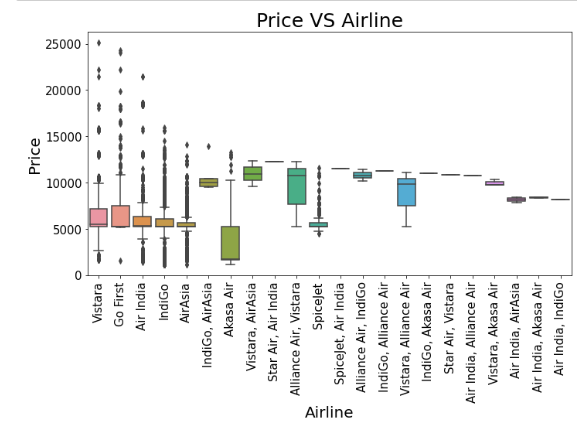 Price VS Airline
25000
20000
15000
10000
5000
0
Price
Vistara
Go First
Air India
IndiGo
AirAsia
IndiGo, AirAsia
Akasa Air
Vistara, AirAsia
Star Air, Air India
Alliance Air, Vistara
SpiceJet
SpiceJet, Air India
Alliance Air, IndiGo
IndiGo, Alliance Air
Vistara, Alliance Air
IndiGo, Akasa Air
Star Air, Vistara
Air India, Alliance Air
Vistara, Akasa Air
Air India, AirAsia
Air India, Akasa Air
Air India, IndiGo
Airline